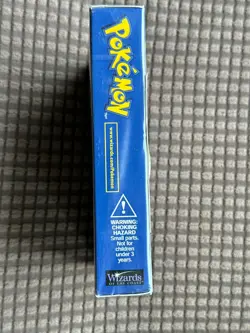 POKÉMON
www.wizards.com/Pokemon
WARNING:
CHOKING
HAZARD
Small parts.
Not for
children
under 3
years.
Wizards
OF THE COAST